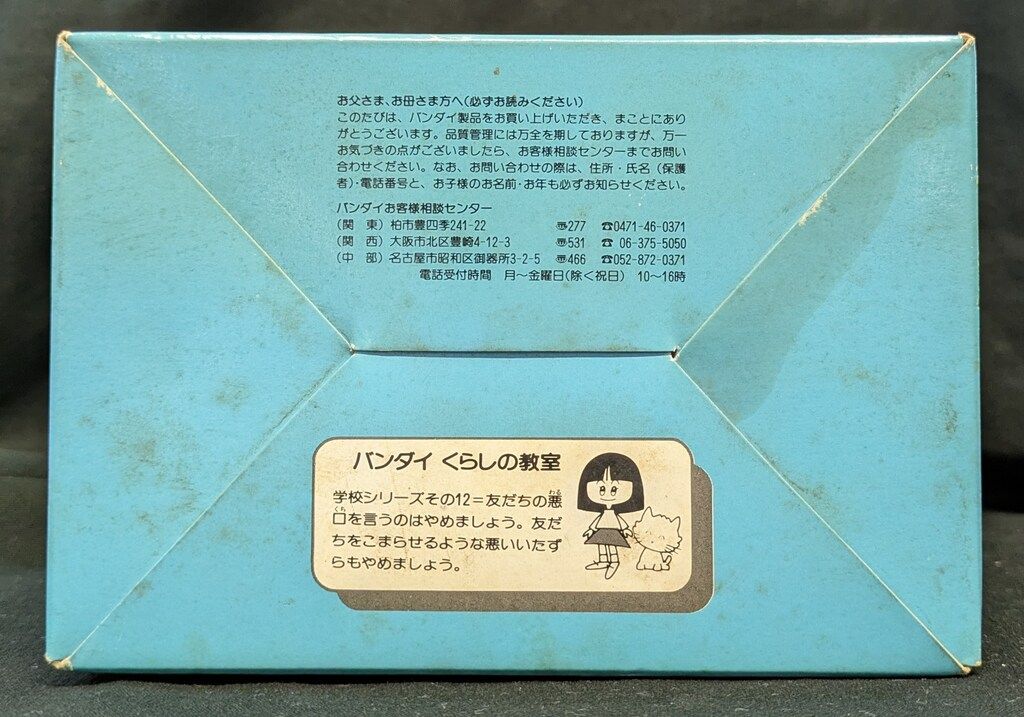 お父さま、お母さま方へ(必ずお読みください)
このたびは、バンダイ製品をお買い上げいただき、まことにあり
がとうございます。品質管理には万全を期しておりますが、万一
お気づきの点がございましたら、お客様相談センターまでお問い
合わせください。なお、お問い合わせの際は、住所・氏名(保護
者)・電話番号と、お子様のお名前・お年も必ずお知らせください。
バンダイお客様相談センター
(関 東) 柏市豊四季241-22 〠277 ☎0471-46-0371
(関 西) 大阪市北区豊崎4-12-3 〠531 ☎ 06-375-5050
(中 部) 名古屋市昭和区御器所3-2-5 〠466 ☎052-872-0371
電話受付時間 月~金曜日(除く祝日) 10~16時
バンダイ くらしの教室
学校シリーズその12=友だちの悪(わる)
口(くち)を言うのはやめましょう。友だ
ちをこまらせるような悪いいたず
らもやめましょう。